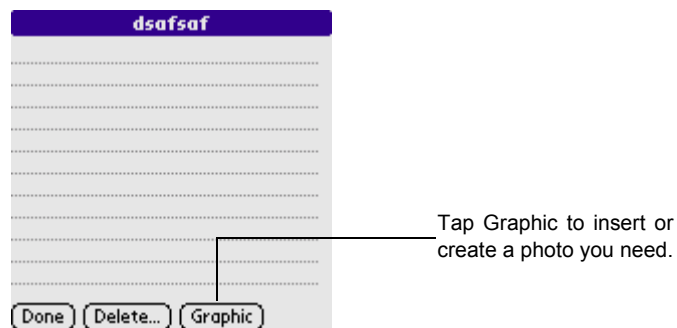 dsafsaf
Tap Graphic to insert or
create a photo you need.
Done Delete... Graphic